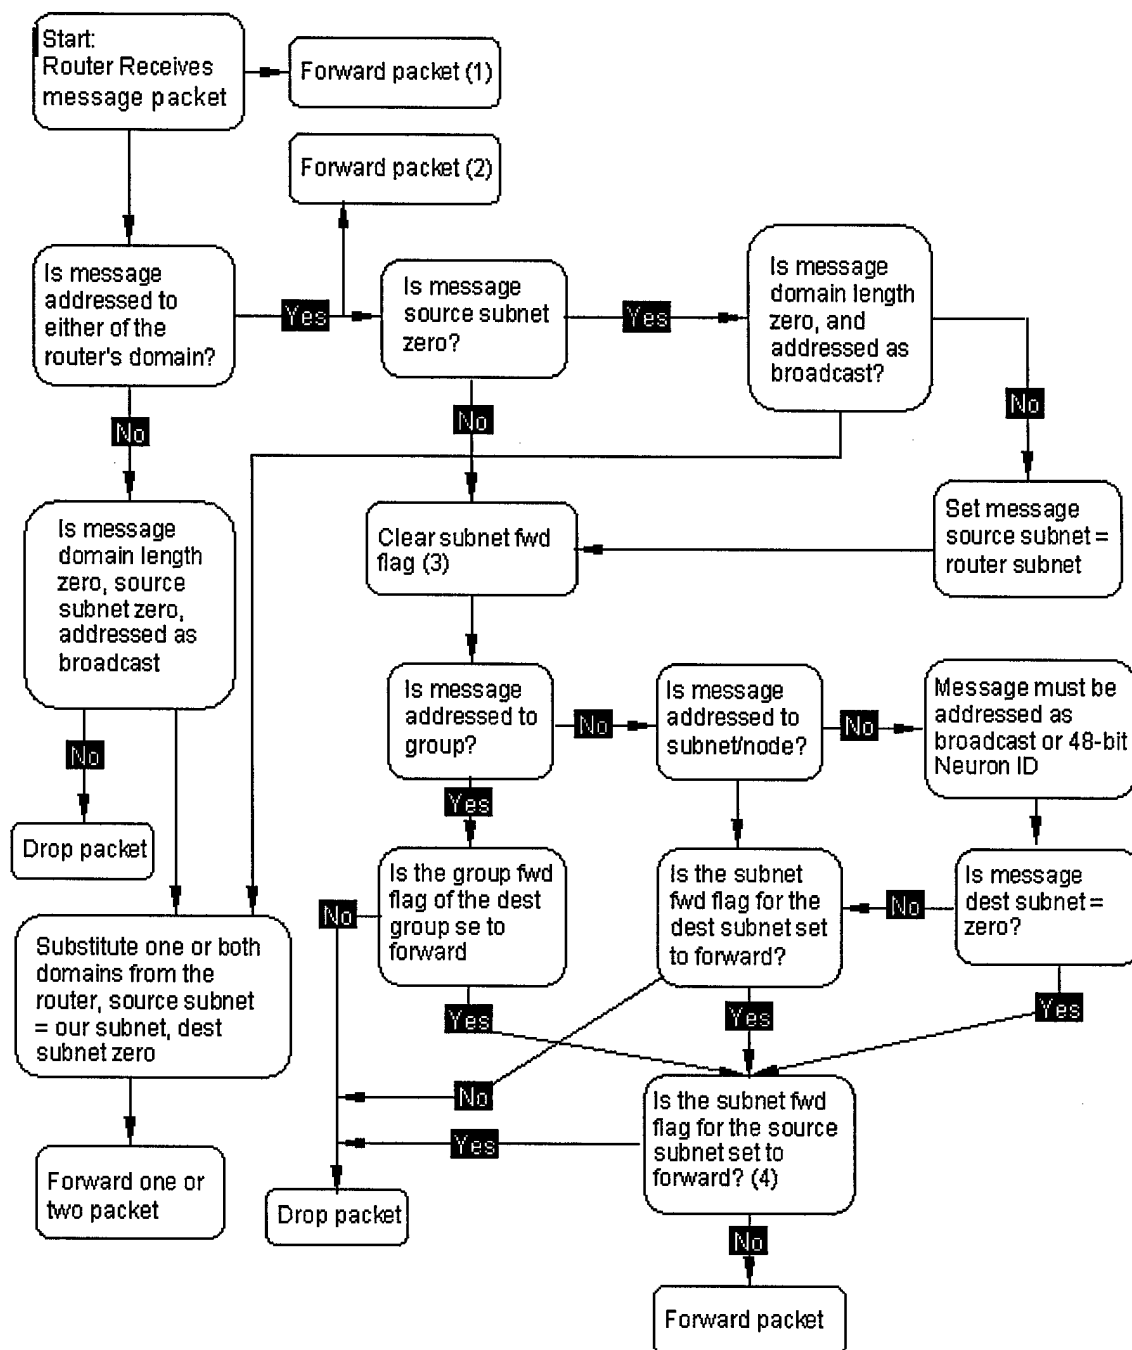 Start:
Router Receives
message packet
Forward packet (1)
Forward packet (2)
Is message
addressed to
either of the
router's domain?
Yes
Is message
source subnet
zero?
Yes
Is message
domain length
zero, and
addressed as
broadcast?
No
No
No
Is message
domain length
zero, source
subnet zero,
addressed as
broadcast
Clear subnet fwd
flag (3)
Set message
source subnet =
router subnet
Is message
addressed to
group?
No
Is message
addressed to
subnet/node?
No
Message must be
addressed as
broadcast or 48-bit
Neuron ID
No
Yes
Drop packet
Is the group fwd
flag of the dest
group se to
forward
No
Is the subnet
fwd flag for the
dest subnet set
to forward?
No
Is message
dest subnet =
zero?
Substitute one or both
domains from the
router, source subnet
= our subnet, dest
subnet zero
Yes
Yes
Yes
No
Yes
Is the subnet fwd
flag for the source
subnet set to
forward? (4)
Forward one or
two packet
Drop packet
No
Forward packet